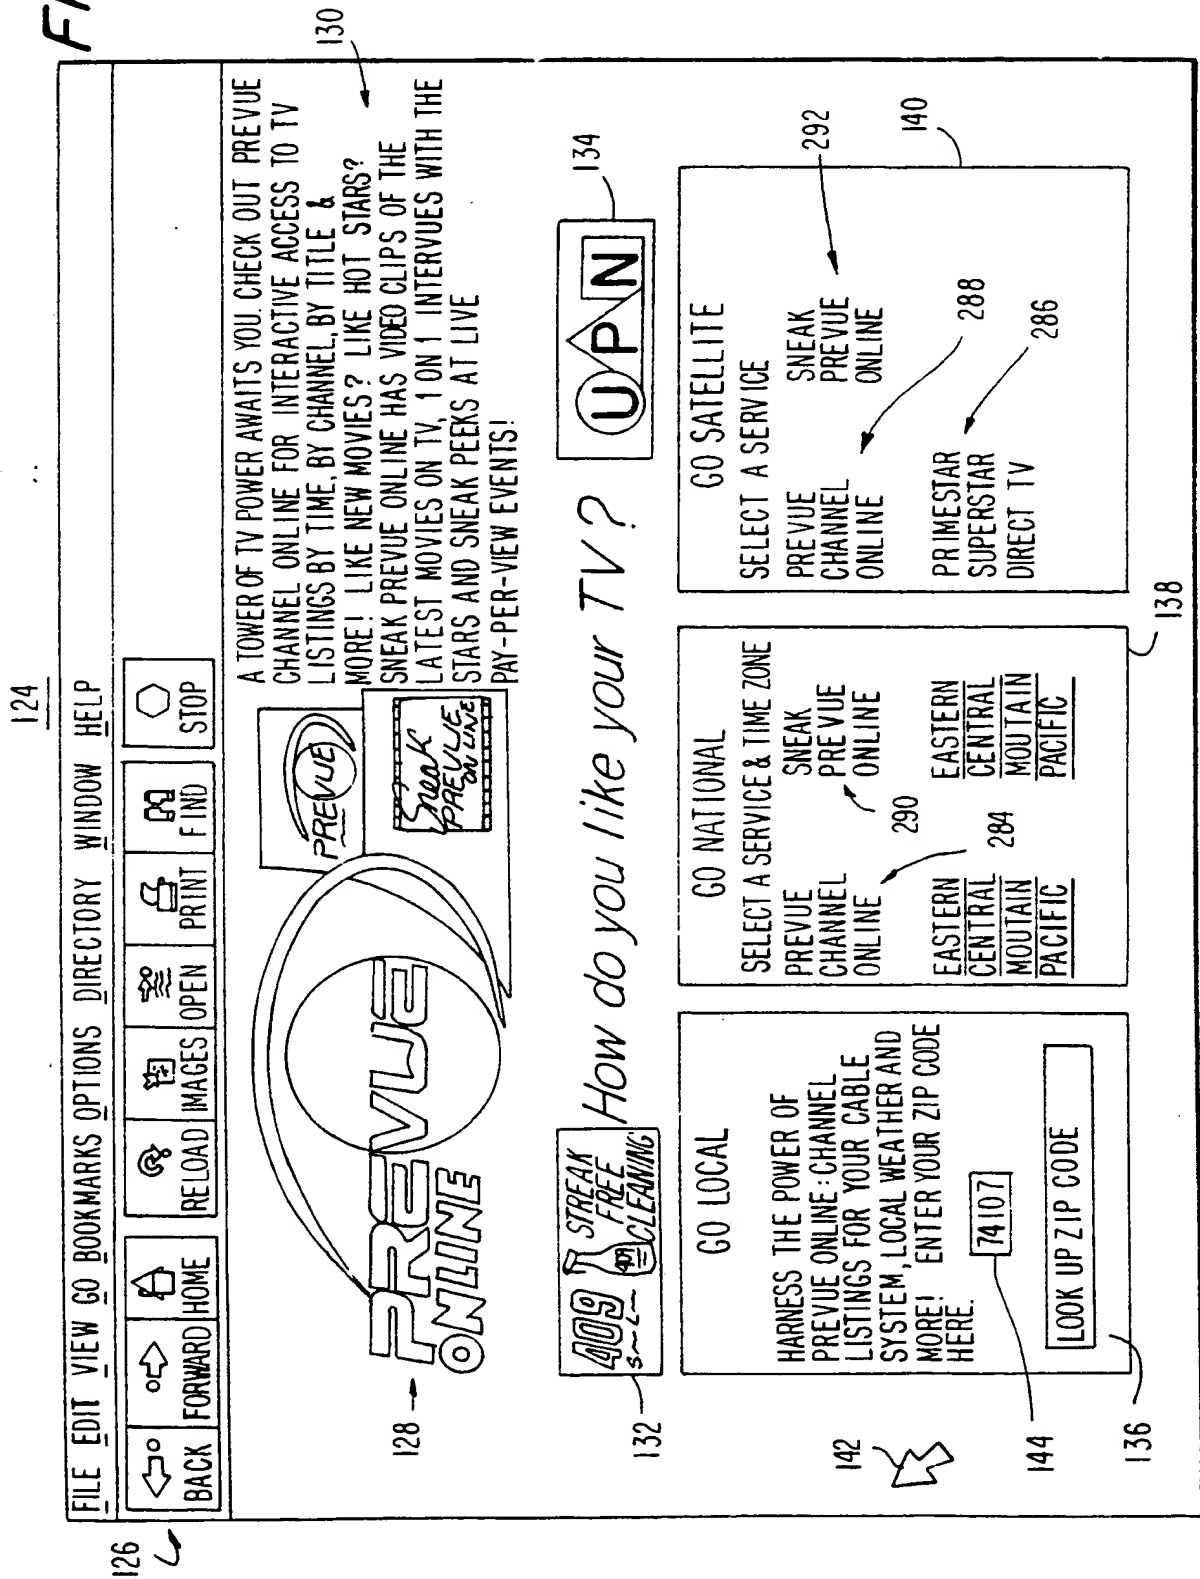 124
126
FILE EDIT VIEW GO BOOKMARKS OPTIONS DIRECTORY WINDOW HELP
BACK FORWARD HOME RELOAD IMAGES OPEN PRINT FIND STOP
128
PREVUE
ONLINE
PREVUE
Sneak
PREVUE
ONLINE
130
A TOWER OF TV POWER AWAITS YOU. CHECK OUT PREVUE
CHANNEL ONLINE FOR INTERACTIVE ACCESS TO TV
LISTINGS BY TIME, BY CHANNEL, BY TITLE &
MORE! LIKE NEW MOVIES? LIKE HOT STARS?
SNEAK PREVUE ONLINE HAS VIDEO CLIPS OF THE
LATEST MOVIES ON TV, 1 ON 1 INTERVUES WITH THE
STARS AND SNEAK PEEKS AT LIVE
PAY-PER-VIEW EVENTS!
132
409
STREAK
FREE
CLEANING
409
How do you like your TV?
UPN
134
GO LOCAL
HARNESS THE POWER OF
PREVUE ONLINE: CHANNEL
LISTINGS FOR YOUR CABLE
SYSTEM, LOCAL WEATHER AND
MORE! ENTER YOUR ZIP CODE
HERE.
74107
LOOK UP ZIP CODE
142
144
136
GO NATIONAL
SELECT A SERVICE & TIME ZONE
PREVUE
CHANNEL
ONLINE
284
EASTERN
CENTRAL
MOUTAIN
PACIFIC
SNEAK
PREVUE
ONLINE
290
EASTERN
CENTRAL
MOUTAIN
PACIFIC
138
GO SATELLITE
SELECT A SERVICE
PREVUE
CHANNEL
ONLINE
288
SNEAK
PREVUE
ONLINE
292
PRIMESTAR
SUPERSTAR
DIRECT TV
286
140